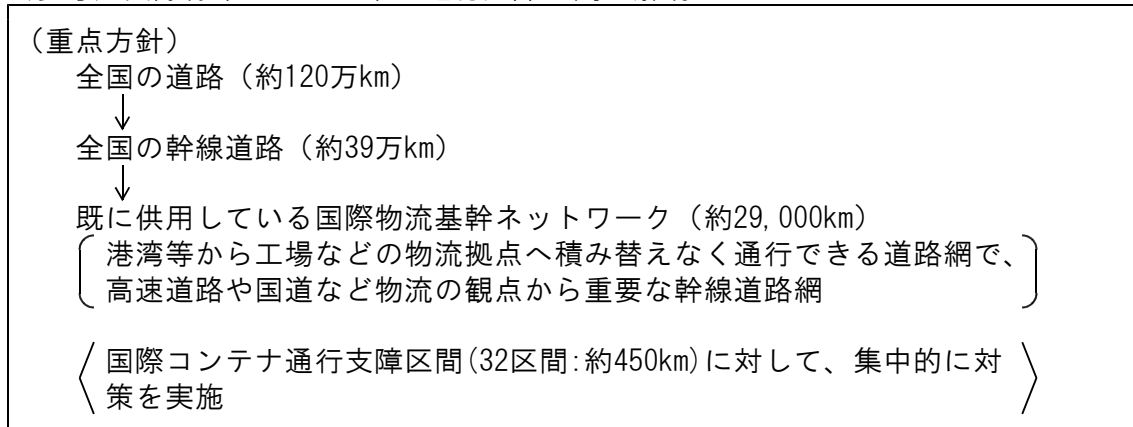 （重点方針）
全国の道路（約120万km）
↓
全国の幹線道路（約39万km）
↓
既に供用している国際物流基幹ネットワーク（約29,000km）
港湾等から工場などの物流拠点へ積み替えなく通行できる道路網で、
高速道路や国道など物流の観点から重要な幹線道路網
国際コンテナ通行支障区間(32区間:約450km)に対して、集中的に対
策を実施